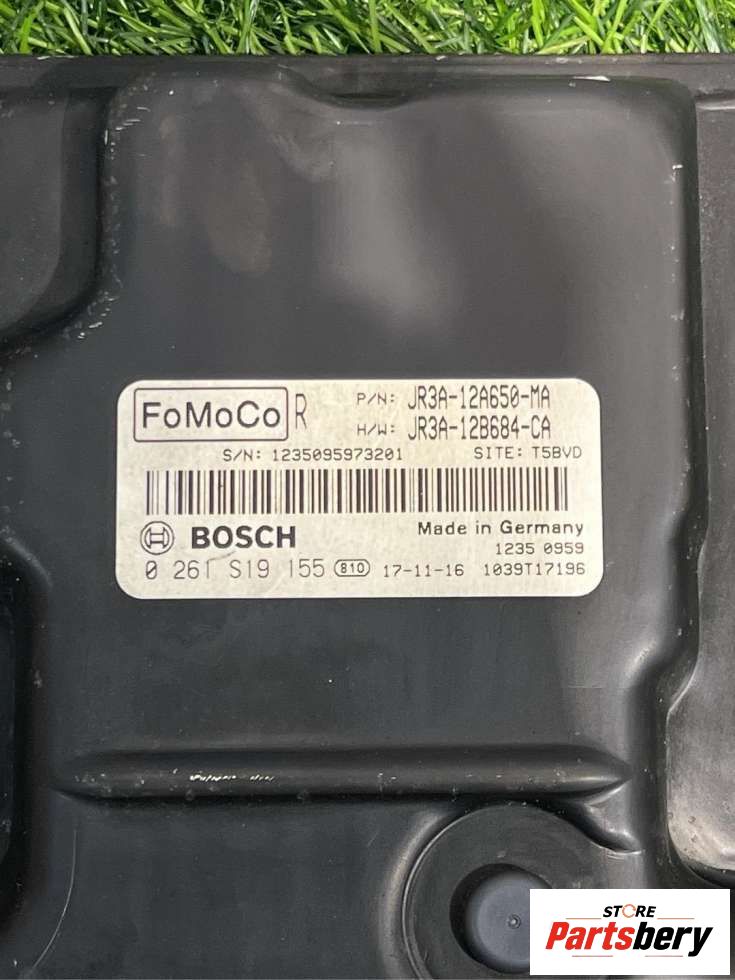 FoMoCo R P/N: JR3A-12A650-MA
H/W: JR3A-12B684-CA
S/N: 1235095973201 SITE: T5BVD
BOSCH Made in Germany
1235 0959
0 261 S19 155 810 17-11-16 1039T17196
STORE
Partsbery